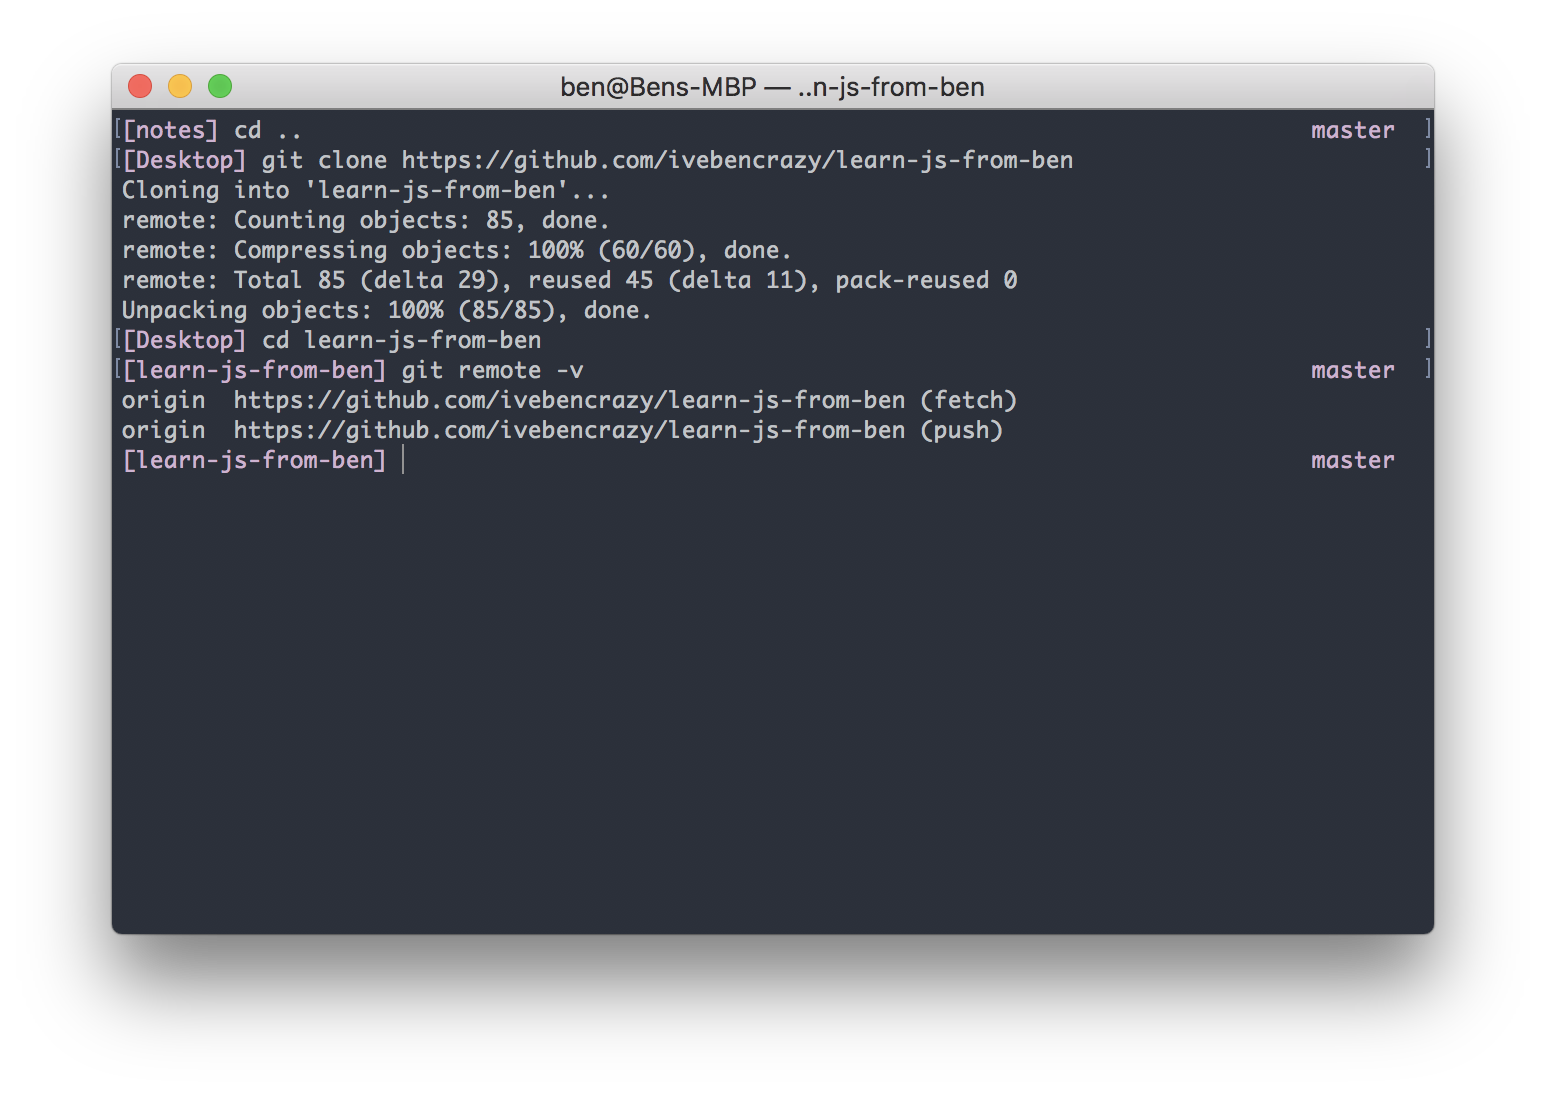 ben@Bens-MBP — ..n-js-from-ben
[[notes] cd .. master ]
[[Desktop] git clone https://github.com/ivebencrazy/learn-js-from-ben ]
Cloning into 'learn-js-from-ben'...
remote: Counting objects: 85, done.
remote: Compressing objects: 100% (60/60), done.
remote: Total 85 (delta 29), reused 45 (delta 11), pack-reused 0
Unpacking objects: 100% (85/85), done.
[[Desktop] cd learn-js-from-ben ]
[[learn-js-from-ben] git remote -v master ]
origin  https://github.com/ivebencrazy/learn-js-from-ben (fetch)
origin  https://github.com/ivebencrazy/learn-js-from-ben (push)
[learn-js-from-ben] master